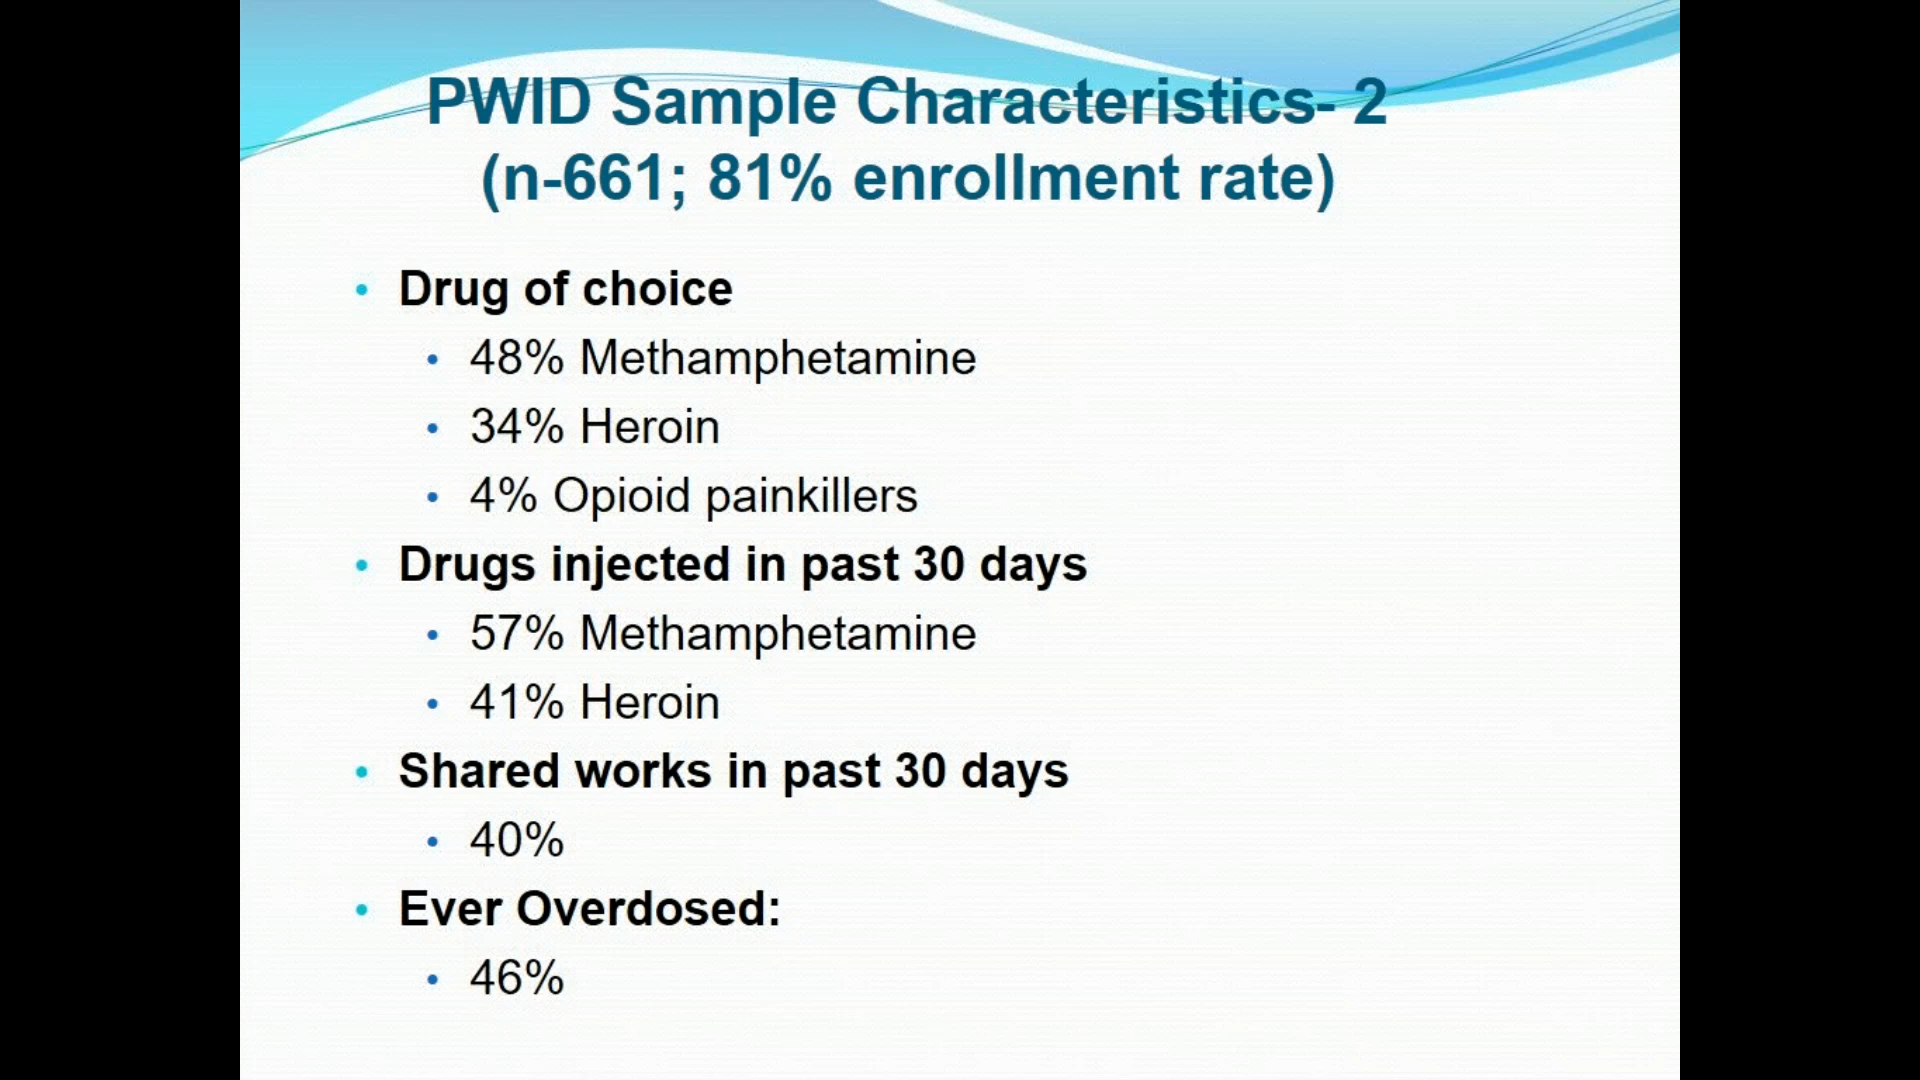 PWID Sample Characteristics- 2
(n-661; 81% enrollment rate)
• Drug of choice
• 48% Methamphetamine
• 34% Heroin
• 4% Opioid painkillers
• Drugs injected in past 30 days
• 57% Methamphetamine
• 41% Heroin
• Shared works in past 30 days
• 40%
• Ever Overdosed:
• 46%